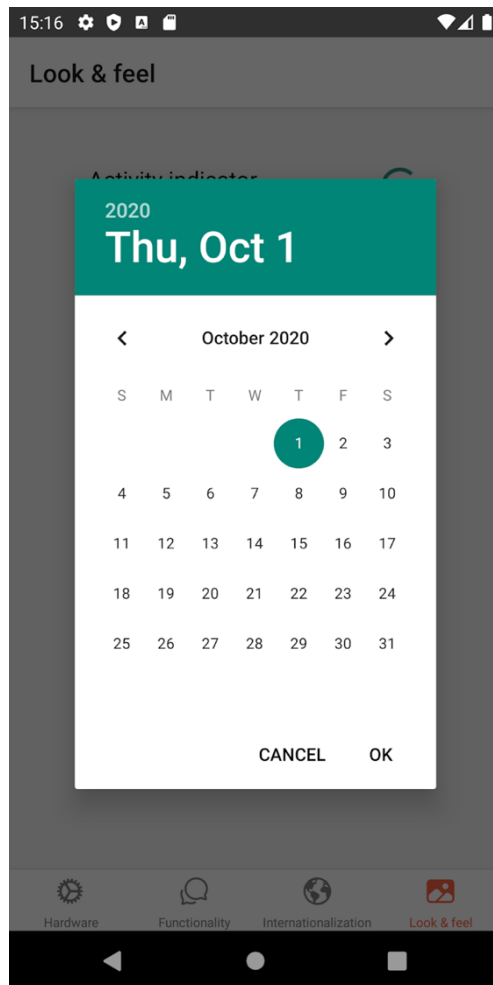 15:16
Look & feel
Activity indicator
2020
Thu, Oct 1
October 2020
S M T W T F S
1 2 3
4 5 6 7 8 9 10
11 12 13 14 15 16 17
18 19 20 21 22 23 24
25 26 27 28 29 30 31
CANCEL OK
Hardware Functionality Internationalization Look & feel